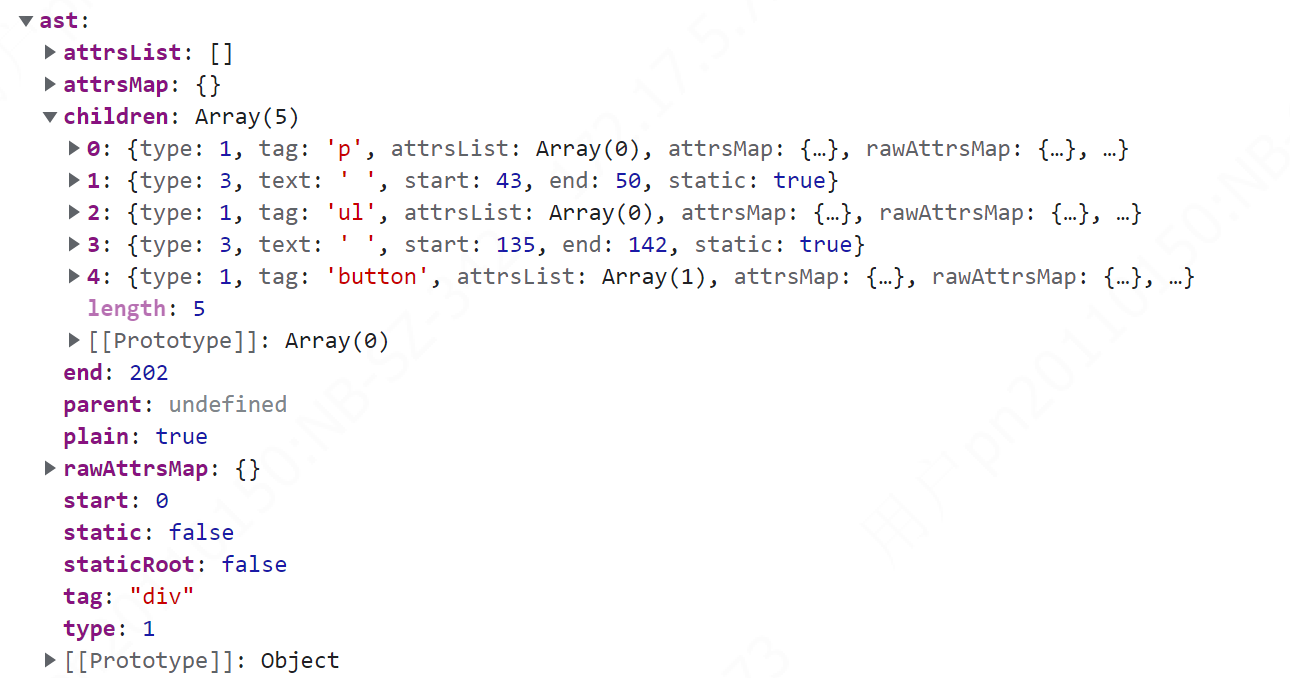 ▼ast:
▶attrsList: []
▶attrsMap: {}
▼children: Array(5)
▶0: {type: 1, tag: 'p', attrsList: Array(0), attrsMap: {…}, rawAttrsMap: {…}, …}
▶1: {type: 3, text: ' ', start: 43, end: 50, static: true}
▶2: {type: 1, tag: 'ul', attrsList: Array(0), attrsMap: {…}, rawAttrsMap: {…}, …}
▶3: {type: 3, text: ' ', start: 135, end: 142, static: true}
▶4: {type: 1, tag: 'button', attrsList: Array(1), attrsMap: {…}, rawAttrsMap: {…}, …}
length: 5
▶[[Prototype]]: Array(0)
end: 202
parent: undefined
plain: true
▶rawAttrsMap: {}
start: 0
static: false
staticRoot: false
tag: "div"
type: 1
▶[[Prototype]]: Object